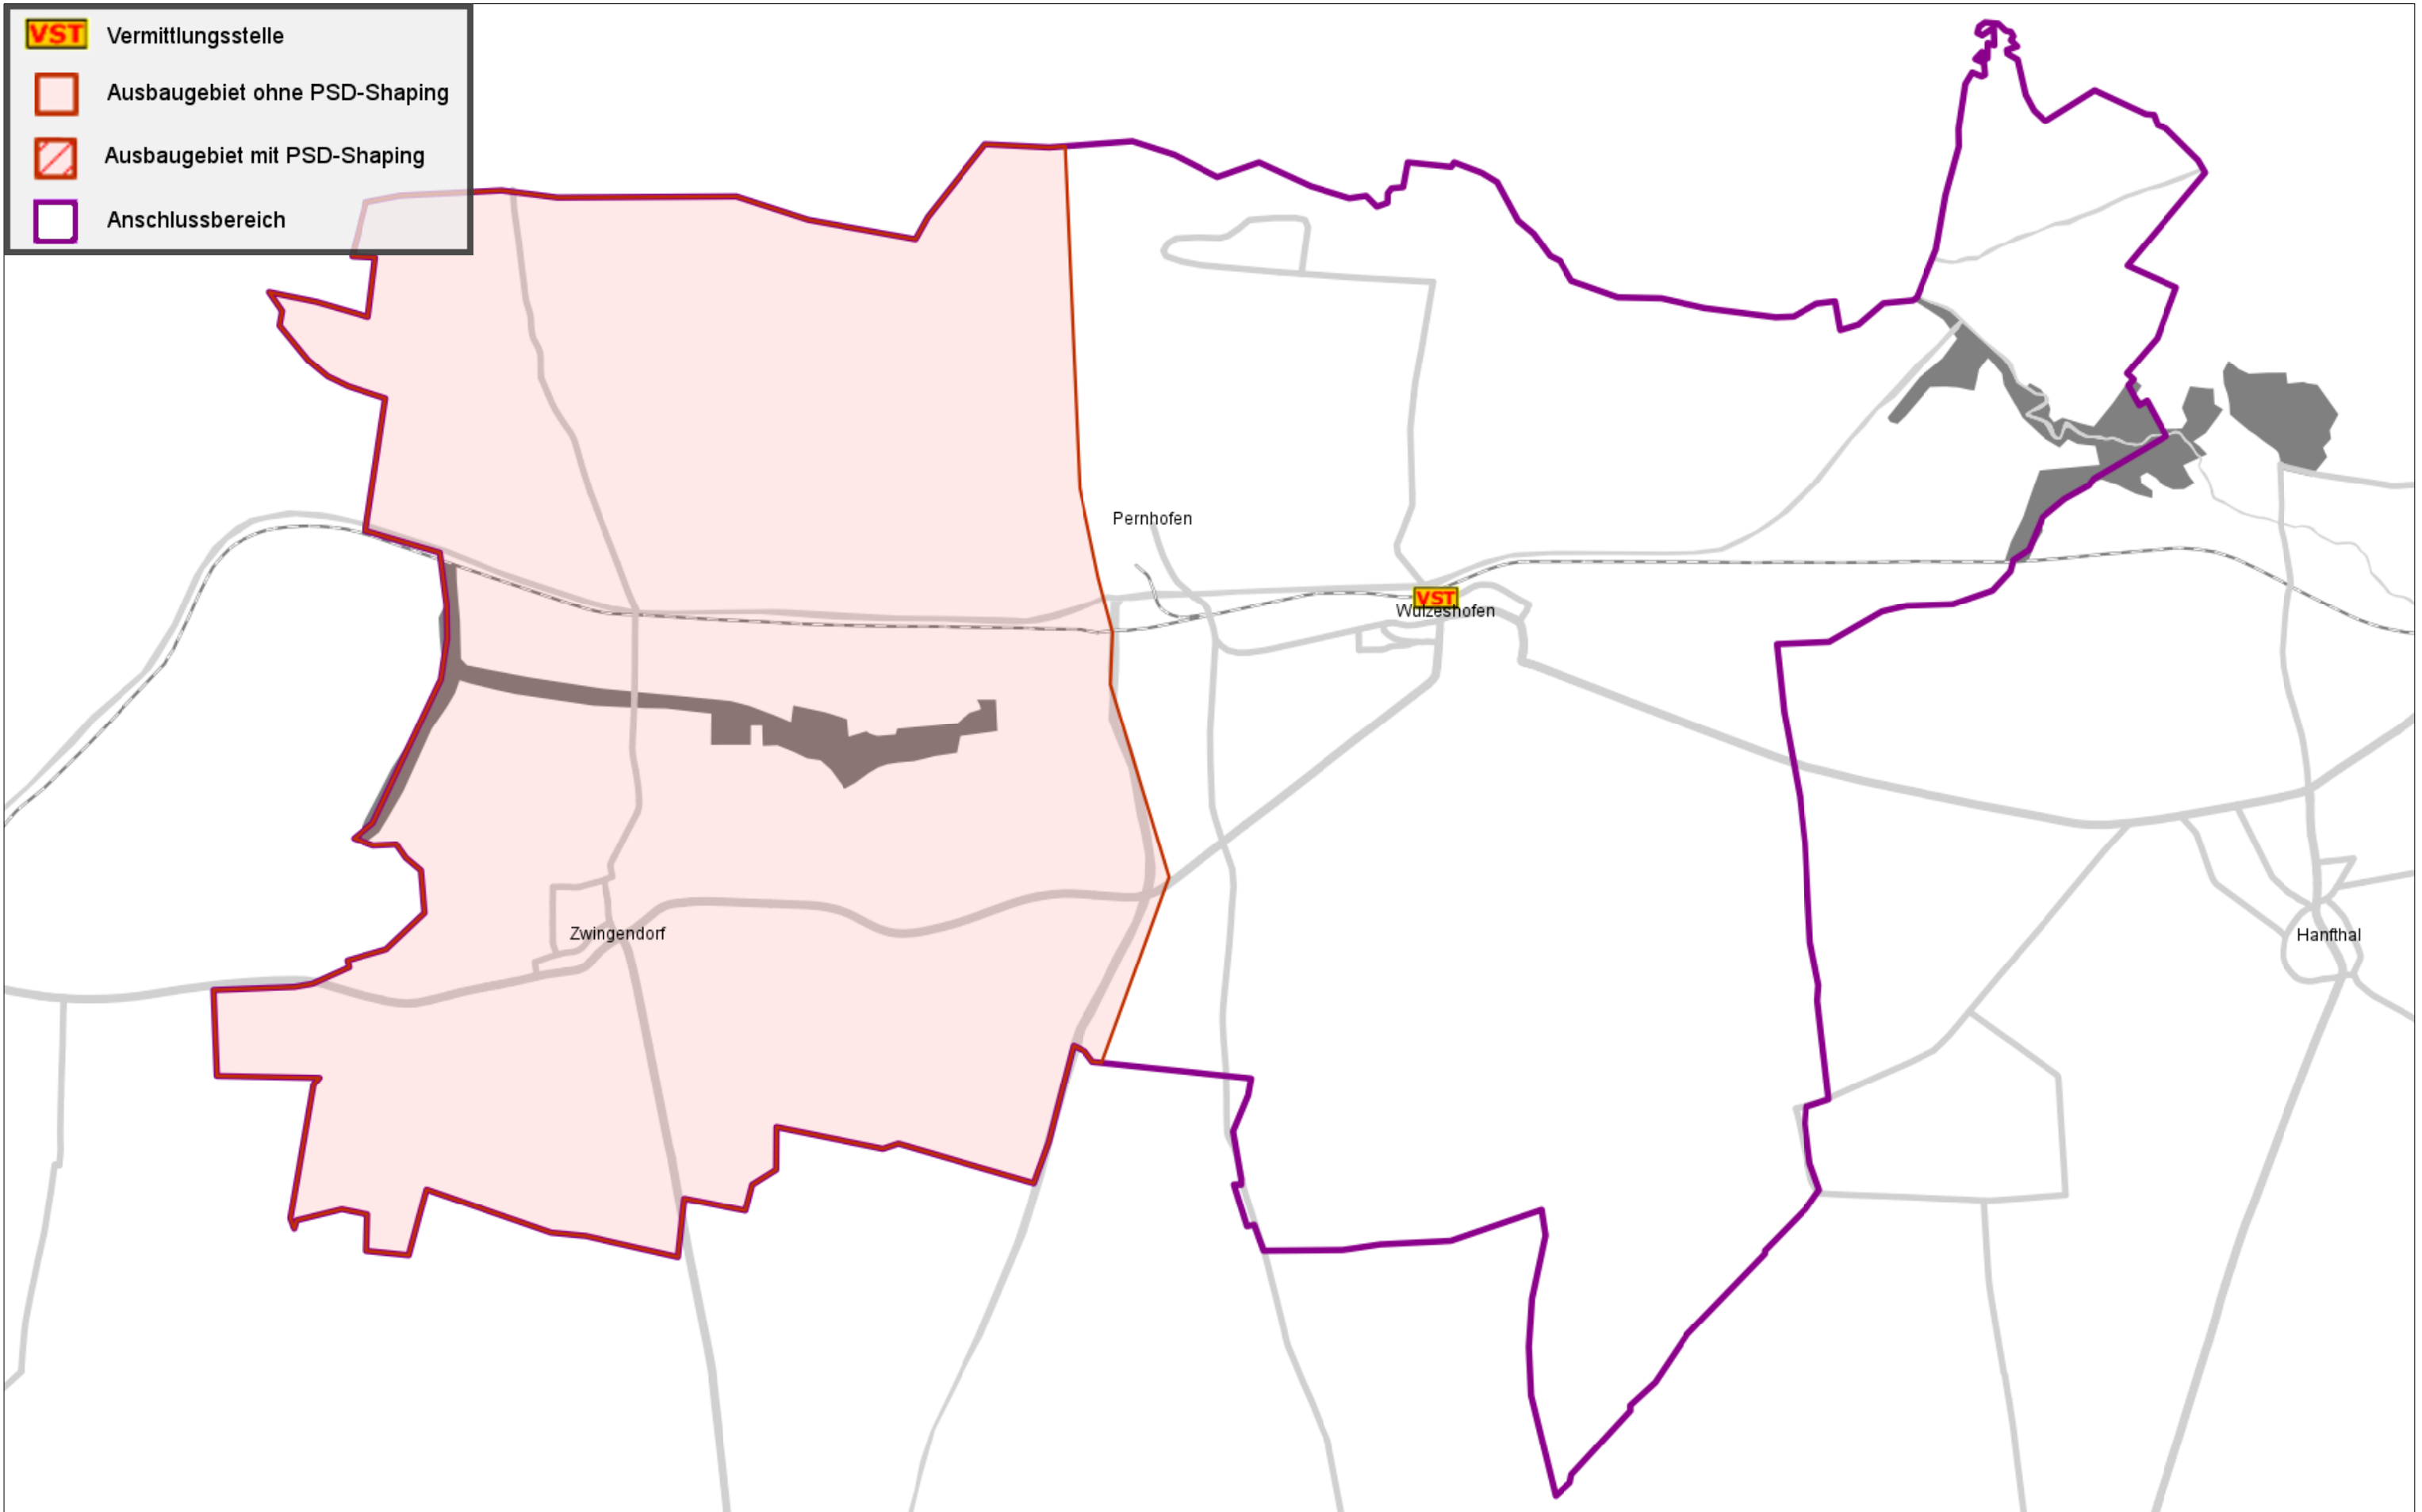 VST Vermittlungsstelle
Ausbaugebiet ohne PSD-Shaping
Ausbaugebiet mit PSD-Shaping
Anschlussbereich
Pernhofen
VST
Wulzeshofen
Zwingendorf
Hanfthal